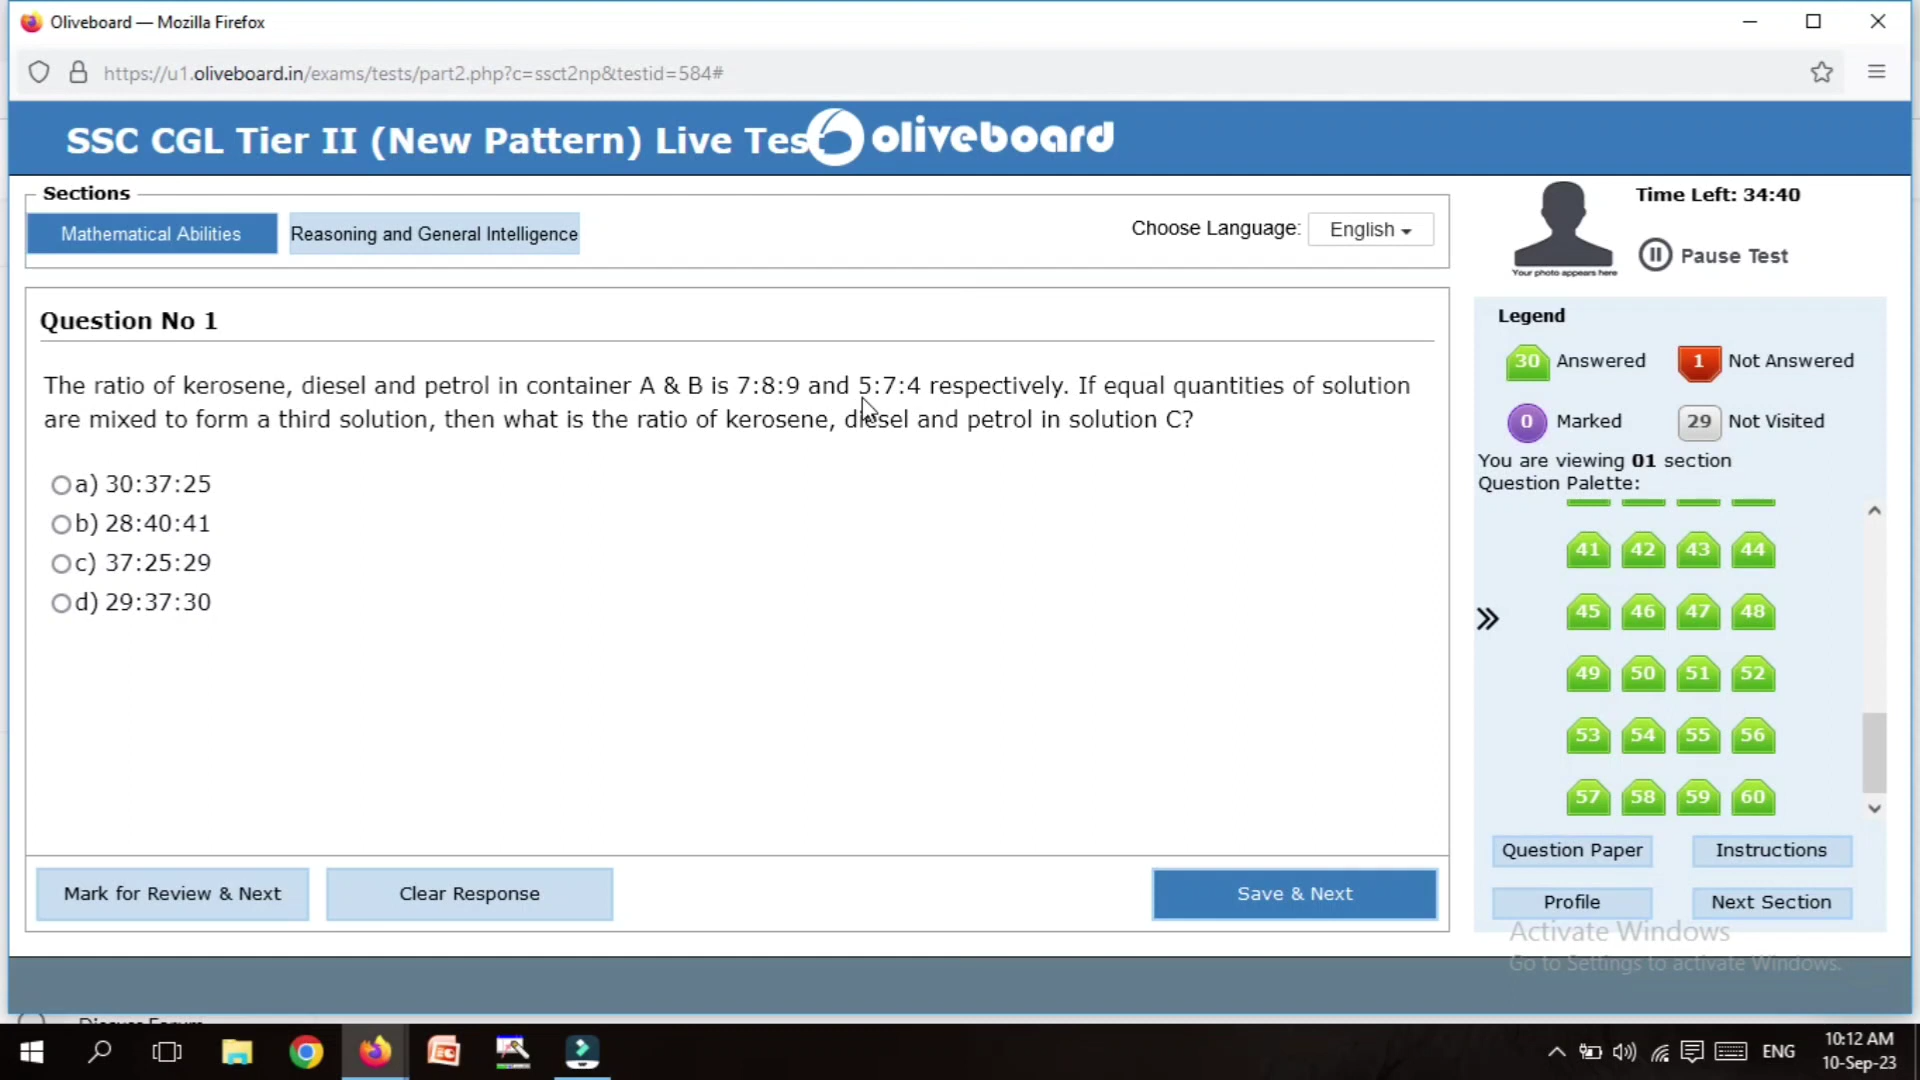 Oliveboard — Mozilla Firefox
https://u1.oliveboard.in/exams/tests/part2.php?c=ssct2np&testid=584#
SSC CGL Tier II (New Pattern) Live Tes
oliveboard
Sections
Mathematical Abilities
Reasoning and General Intelligence
Choose Language:
English
Your photo appears here
Time Left: 34:40
Pause Test
Question No 1
The ratio of kerosene, diesel and petrol in container A & B is 7:8:9 and 5:7:4 respectively. If equal quantities of solution
are mixed to form a third solution, then what is the ratio of kerosene, diesel and petrol in solution C?
a) 30:37:25
b) 28:40:41
c) 37:25:29
d) 29:37:30
Mark for Review & Next
Clear Response
Save & Next
Legend
30 Answered
1 Not Answered
0 Marked
29 Not Visited
You are viewing 01 section
Question Palette:
41 42 43 44
45 46 47 48
49 50 51 52
53 54 55 56
57 58 59 60
Question Paper
Instructions
Profile
Next Section
Activate Windows
Go to Settings to activate Windows.
ENG
10:12 AM
10-Sep-23